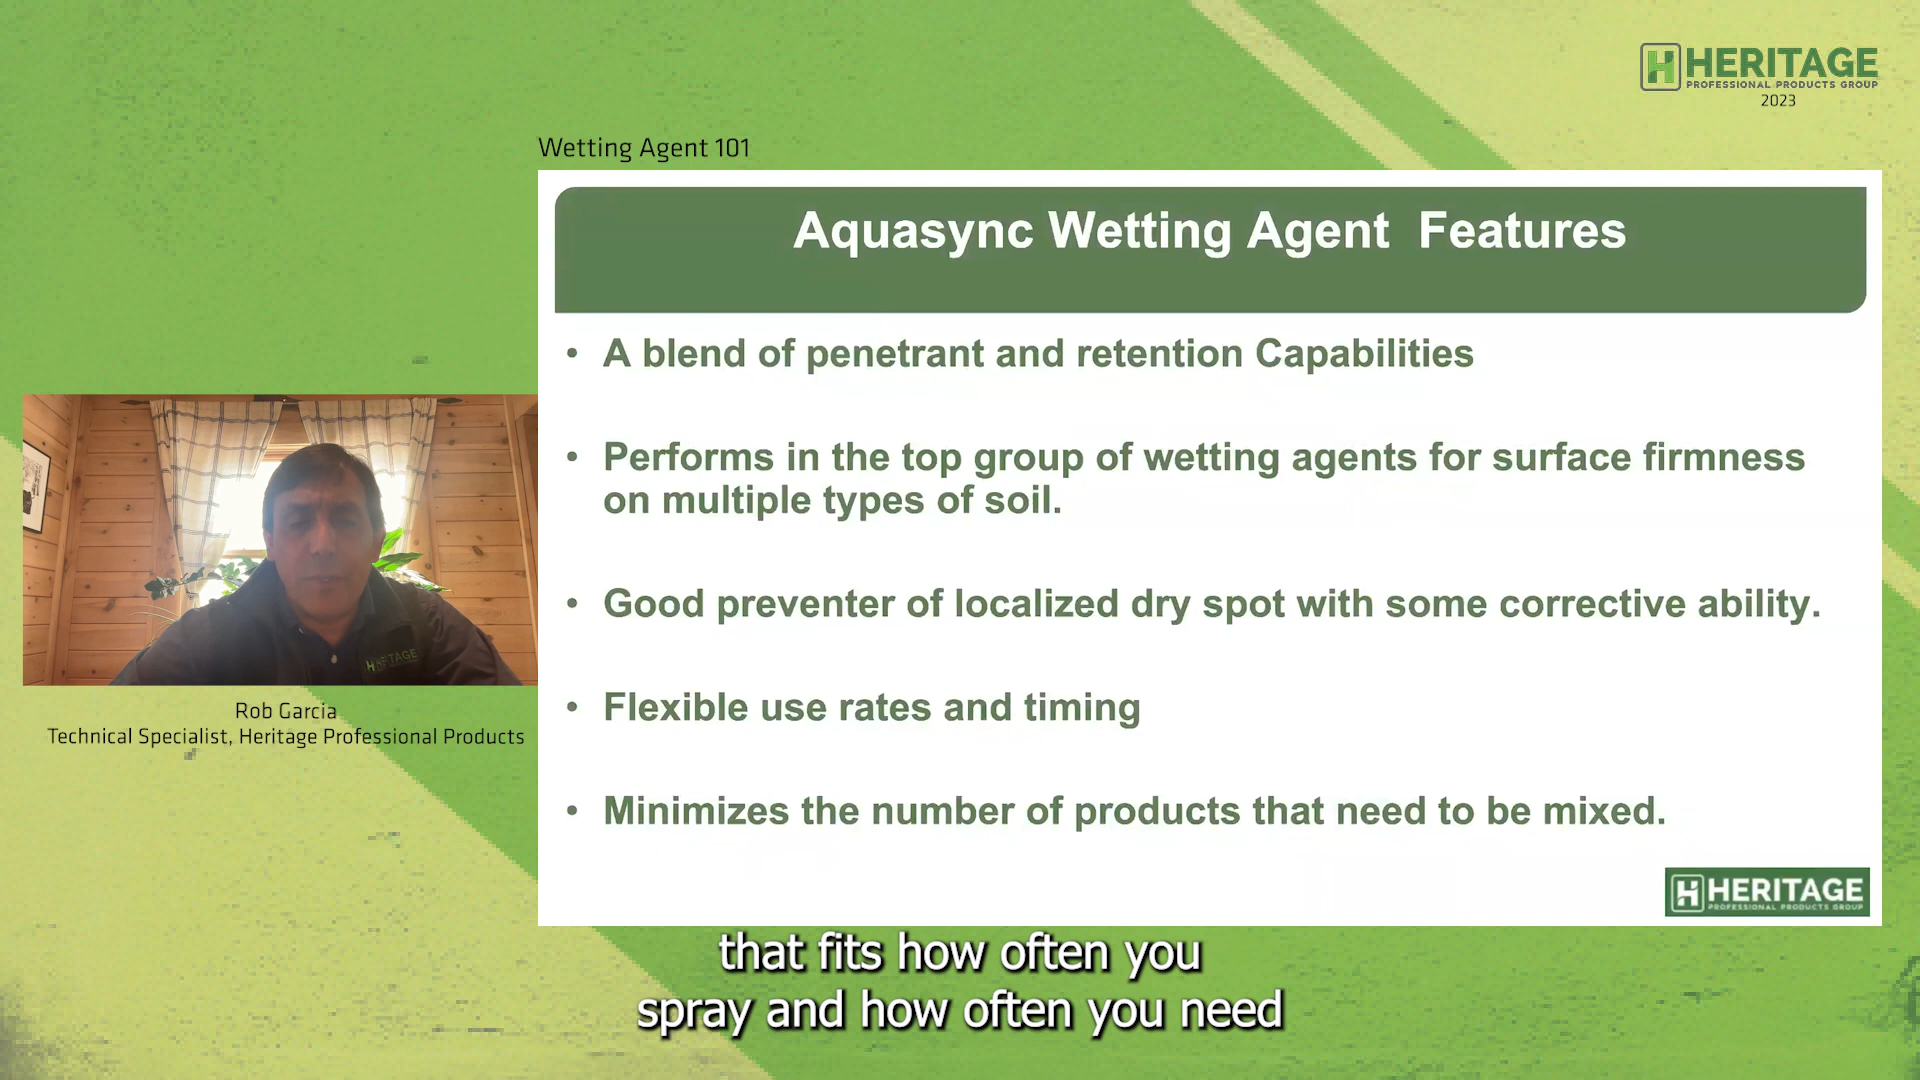 HERITAGE
PROFESSIONAL PRODUCTS GROUP
2023
Wetting Agent 101
Aquasync Wetting Agent Features
• A blend of penetrant and retention Capabilities
• Performs in the top group of wetting agents for surface firmness
on multiple types of soil.
• Good preventer of localized dry spot with some corrective ability.
• Flexible use rates and timing
• Minimizes the number of products that need to be mixed.
HERITAGE
PROFESSIONAL PRODUCTS GROUP
HERITAGE
Rob Garcia
Technical Specialist, Heritage Professional Products
that fits how often you
spray and how often you need